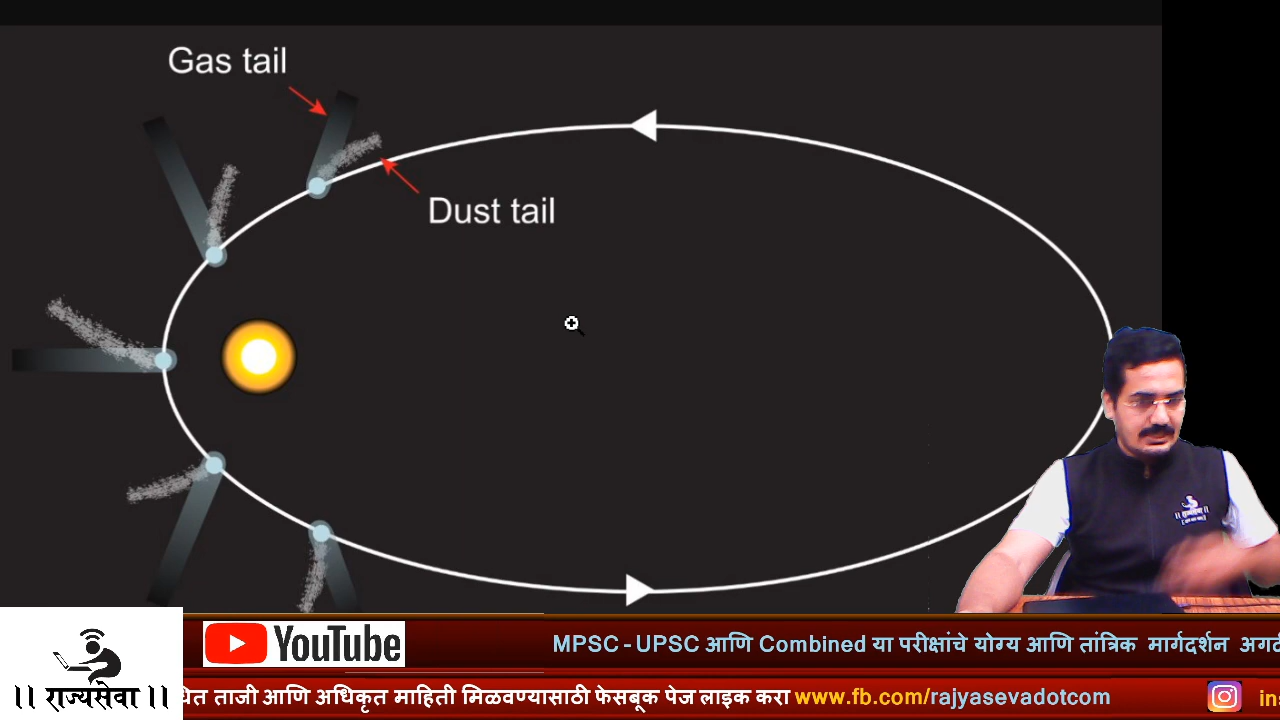 Gas tail
Dust tail
YouTube
MPSC - UPSC आणि Combined या परीक्षांचे योग्य आणि तांत्रिक मार्गदर्शन
|| राज्यसेवा ||
ताजी आणि अधिकृत माहिती मिळवण्यासाठी फेसबूक पेज लाइक करा www.fb.com/rajyasevadotcom